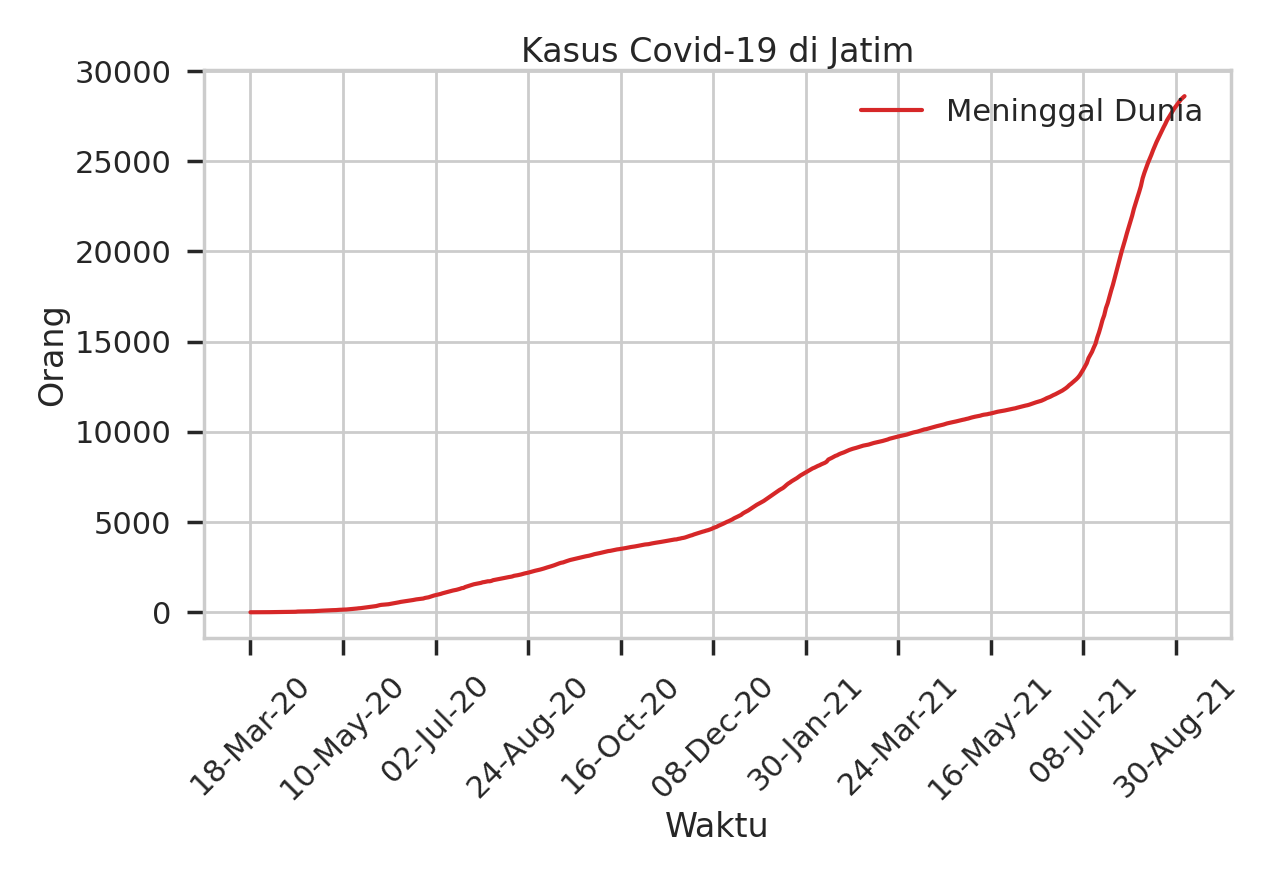 Kasus Covid-19 di Jatim
Meninggal Dunia
30000
25000
20000
15000
10000
5000
0
Orang
18-Mar-20
10-May-20
02-Jul-20
24-Aug-20
16-Oct-20
08-Dec-20
30-Jan-21
24-Mar-21
16-May-21
08-Jul-21
30-Aug-21
Waktu